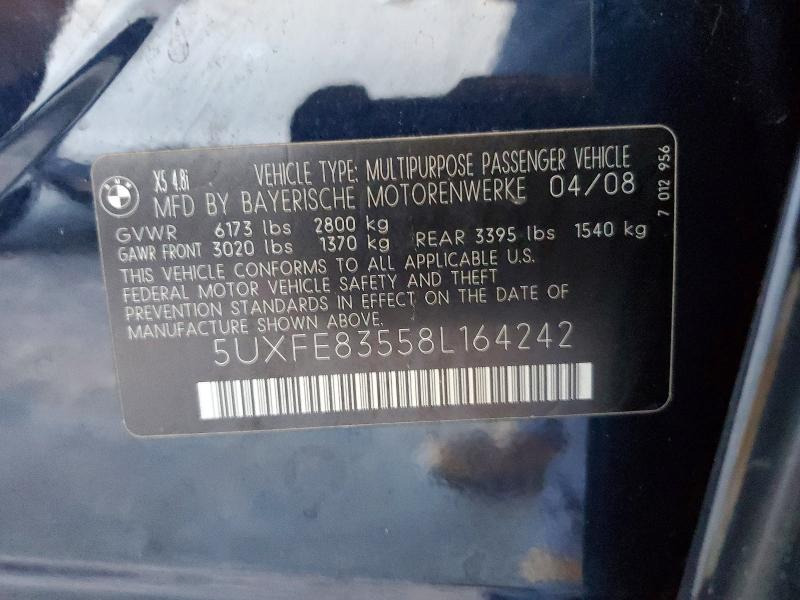 BMW
X5 4.8i VEHICLE TYPE: MULTIPURPOSE PASSENGER VEHICLE
MFD BY BAYERISCHE MOTORENWERKE 04/08
GVWR 6173 lbs 2800 kg
GAWR FRONT 3020 lbs 1370 kg REAR 3395 lbs 1540 kg
THIS VEHICLE CONFORMS TO ALL APPLICABLE U.S.
FEDERAL MOTOR VEHICLE SAFETY AND THEFT
PREVENTION STANDARDS IN EFFECT ON THE DATE OF
MANUFACTURE SHOWN ABOVE.
5UXFE83558L164242
7 012 956